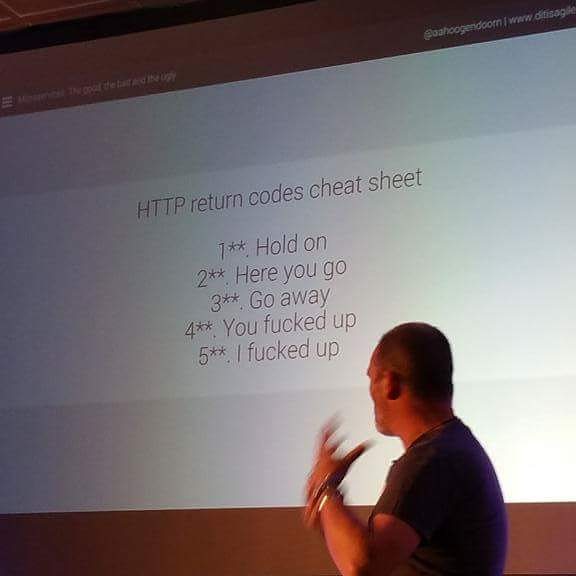 @aahoogendoorn | www.ditisagile
Microservices. The good, the bad and the ugly
HTTP return codes cheat sheet
1**. Hold on
2**. Here you go
3**. Go away
4**. You fucked up
5**. I fucked up